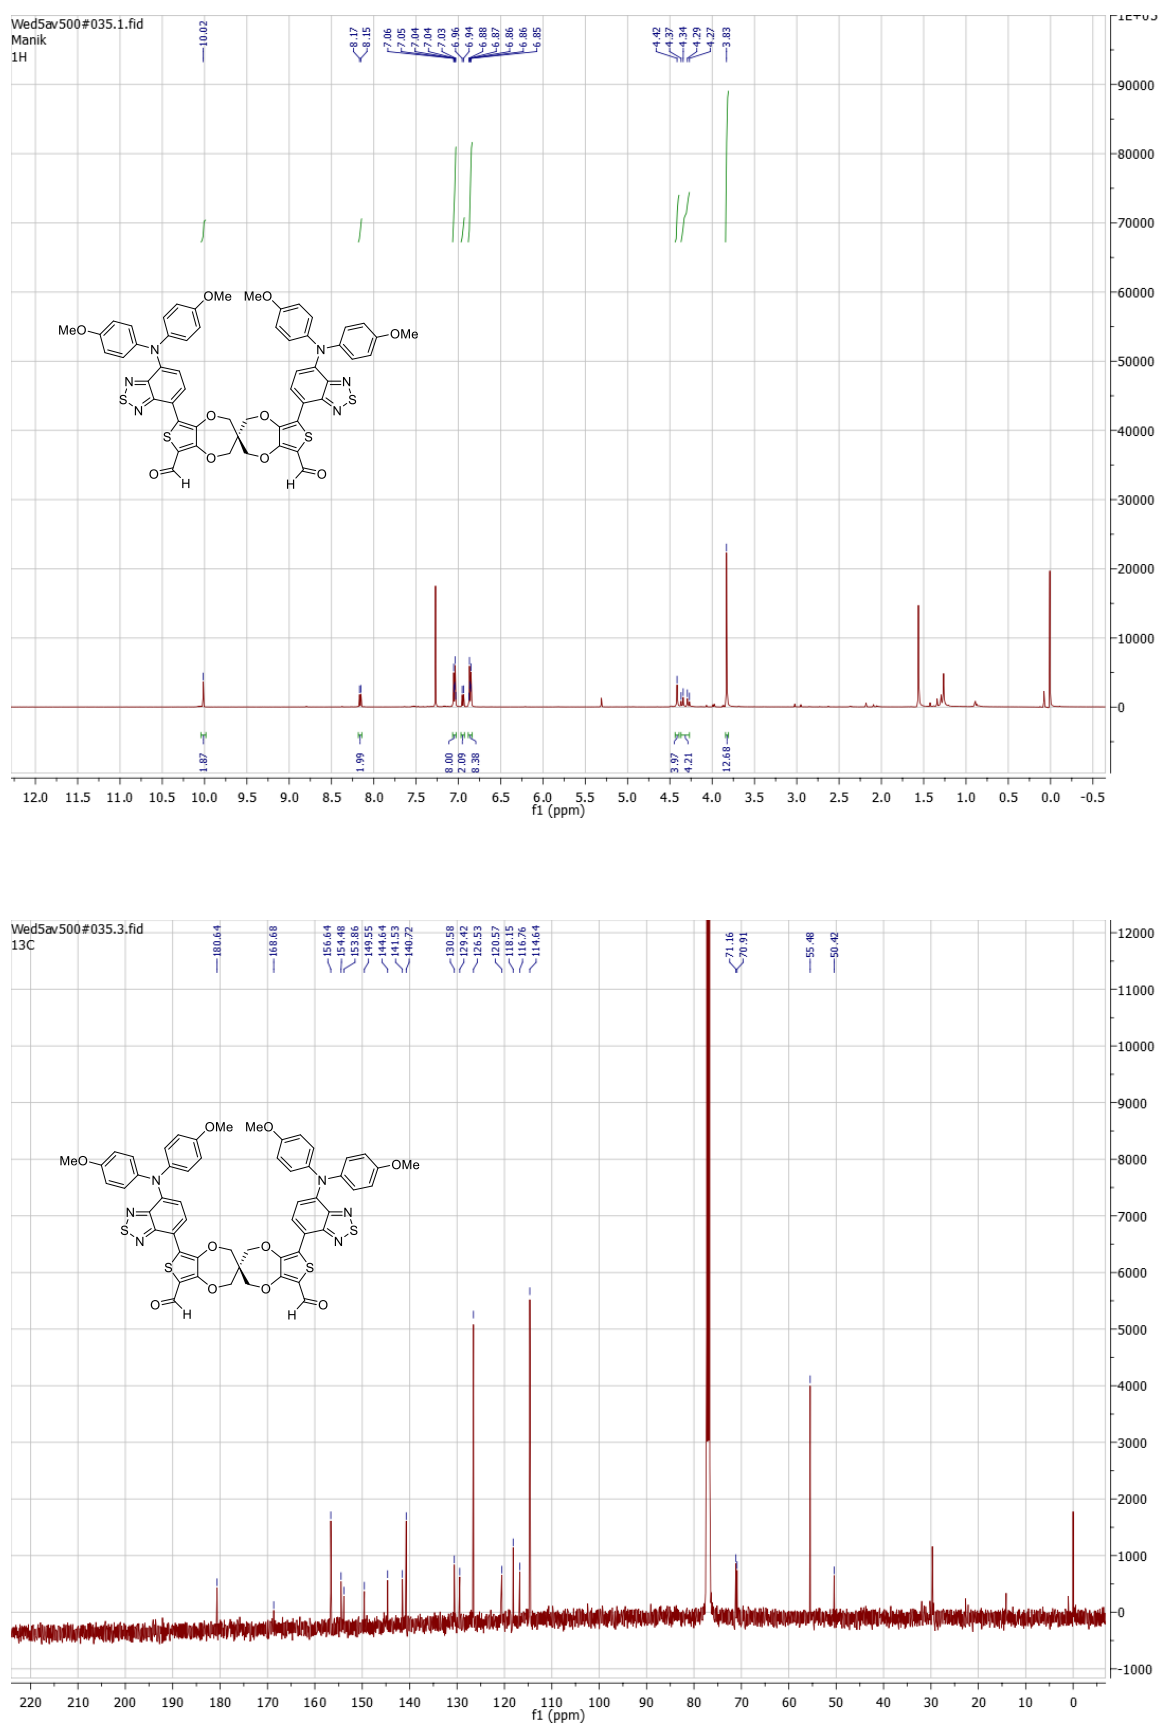 Wed5av500#035.1.fid
Manik
1H
10.02
8.17
8.15
7.06
7.05
7.04
7.04
7.03
6.96
6.94
6.88
6.87
6.86
6.86
6.85
4.42
4.37
4.34
4.29
4.27
3.83
1E+05
90000
80000
70000
60000
50000
40000
30000
20000
10000
0
OMe
MeO
MeO
OMe
N
N
N
S
N
O
O
S
O
H
N
S
N
O
O
S
H
O
1.87
1.99
8.00
2.09
8.38
3.97
4.21
12.68
12.0 11.5 11.0 10.5 10.0 9.5 9.0 8.5 8.0 7.5 7.0 6.5 6.0 5.5 5.0 4.5 4.0 3.5 3.0 2.5 2.0 1.5 1.0 0.5 0.0 -0.5
f1 (ppm)
Wed5av500#035.3.fid
13C
180.64
168.68
156.64
154.48
153.86
149.55
144.64
141.53
140.72
130.58
129.42
126.53
120.57
118.15
116.76
114.64
71.16
70.91
55.48
50.42
12000
11000
10000
9000
8000
7000
6000
5000
4000
3000
2000
1000
0
-1000
OMe
MeO
MeO
OMe
N
N
N
S
N
O
O
S
O
H
N
S
N
O
O
S
H
O
220 210 200 190 180 170 160 150 140 130 120 110 100 90 80 70 60 50 40 30 20 10 0
f1 (ppm)